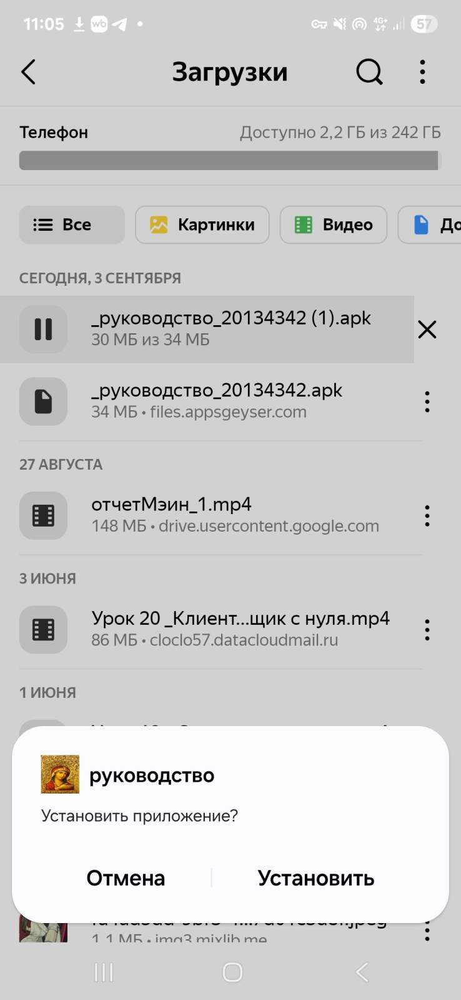 11:05 wb 4G+ 57
Загрузки
Телефон Доступно 2,2 ГБ из 242 ГБ
Все Картинки Видео До
СЕГОДНЯ, 3 СЕНТЯБРЯ
_руководство_20134342 (1).apk
30 МБ из 34 МБ
_руководство_20134342.apk
34 МБ • files.appsgeyser.com
27 АВГУСТА
отчетМэин_1.mp4
148 МБ • drive.usercontent.google.com
3 ИЮНЯ
Урок 20 _Клиент...щик с нуля.mp4
86 МБ • cloclo57.datacloudmail.ru
1 ИЮНЯ
руководство
Установить приложение?
Отмена Установить
1,1 МБ • img3.mixlib.me